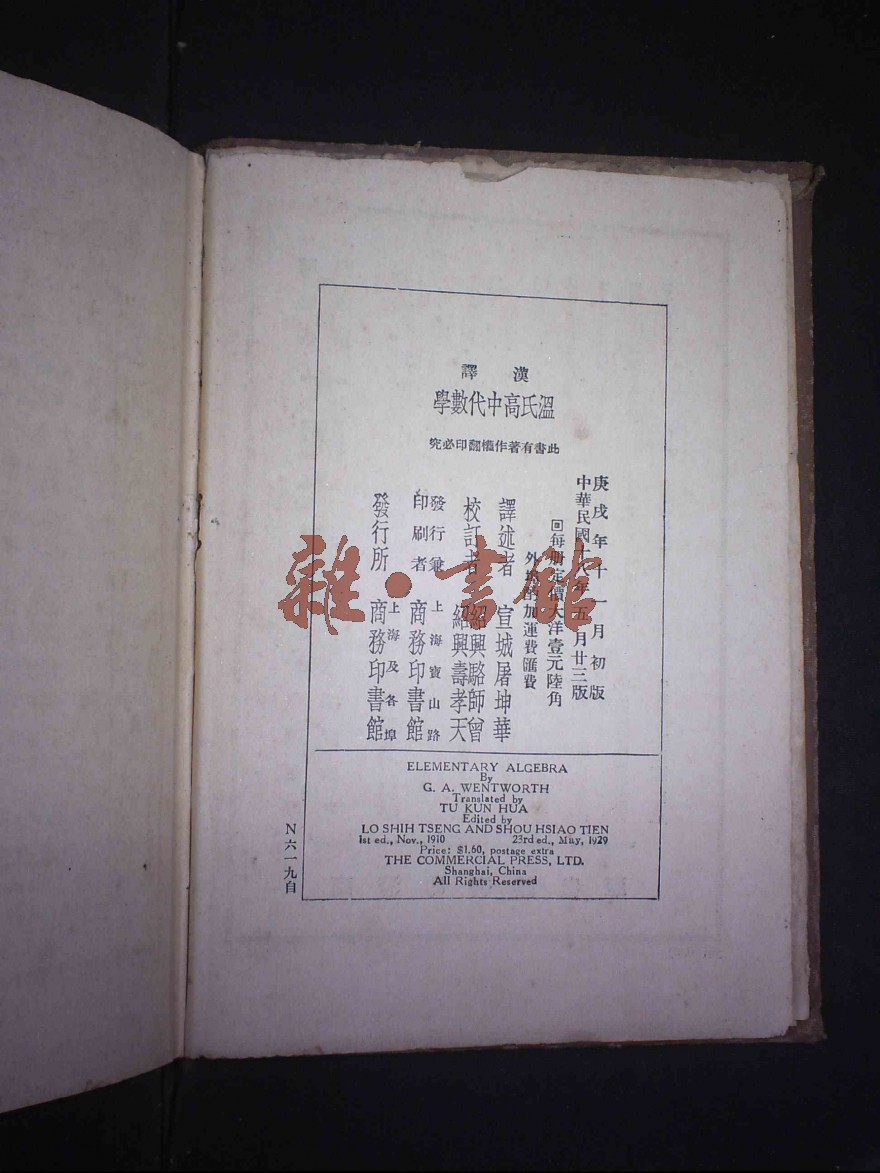 漢譯
溫氏高中代數學
此書有著作權翻印必究
庚戌年十一月初版
中華民國十八年五月廿三版
回每册定價大洋壹元陸角
外埠酌加運費匯費
譯述者 宣城屠坤華
校訂者 紹興駱師曾
紹興壽孝天
發行兼印刷者 上海寶山路 商務印書館
發行所 上海及各埠 商務印書館
ELEMENTARY ALGEBRA
By
G. A. WENTWORTH
Translated by
TU KUN HUA
Edited by
LO SHIH TSENG AND SHOU HSIAO TIEN
1st ed., Nov., 1910 23rd ed., May, 1929
Price: $1.60, postage extra
THE COMMERCIAL PRESS, LTD.
Shanghai, China
All Rights Reserved
N六一九自
雜·書館